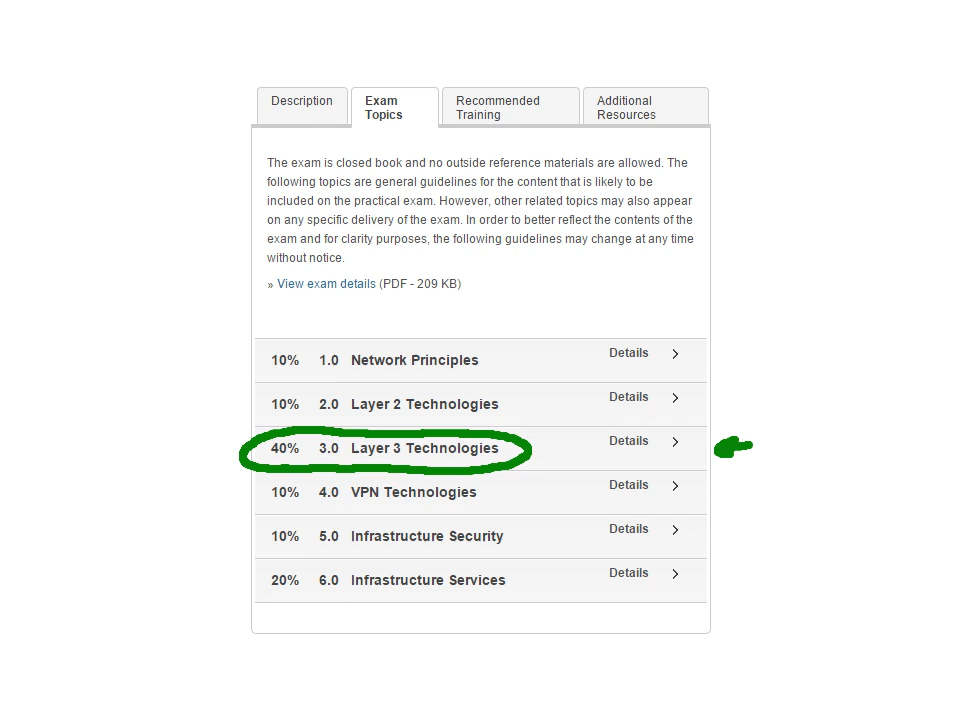 Description
Exam
Topics
Recommended
Training
Additional
Resources
The exam is closed book and no outside reference materials are allowed. The
following topics are general guidelines for the content that is likely to be
included on the practical exam. However, other related topics may also appear
on any specific delivery of the exam. In order to better reflect the contents of the
exam and for clarity purposes, the following guidelines may change at any time
without notice.
» View exam details (PDF - 209 KB)
10% 1.0 Network Principles Details
10% 2.0 Layer 2 Technologies Details
40% 3.0 Layer 3 Technologies Details
10% 4.0 VPN Technologies Details
10% 5.0 Infrastructure Security Details
20% 6.0 Infrastructure Services Details